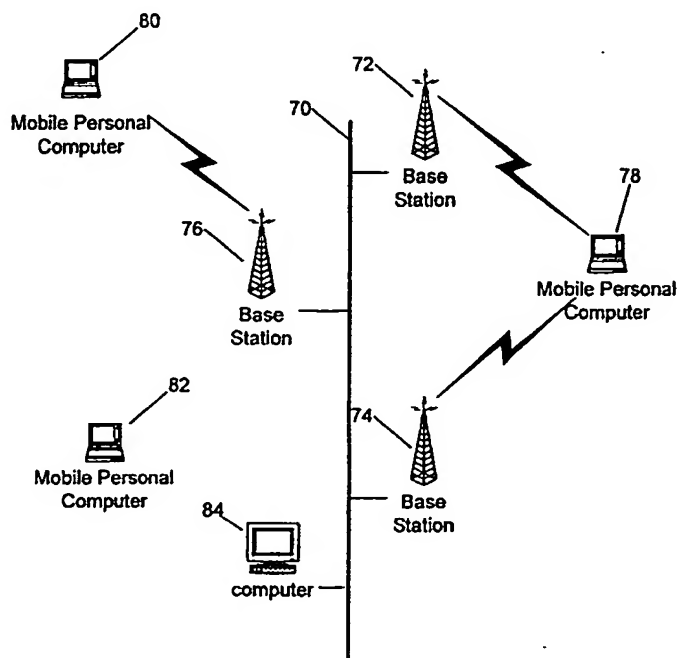 80
Mobile Personal
Computer
70
72
Base
Station
78
Mobile Personal
Computer
76
Base
Station
82
Mobile Personal
Computer
74
Base
Station
84
computer